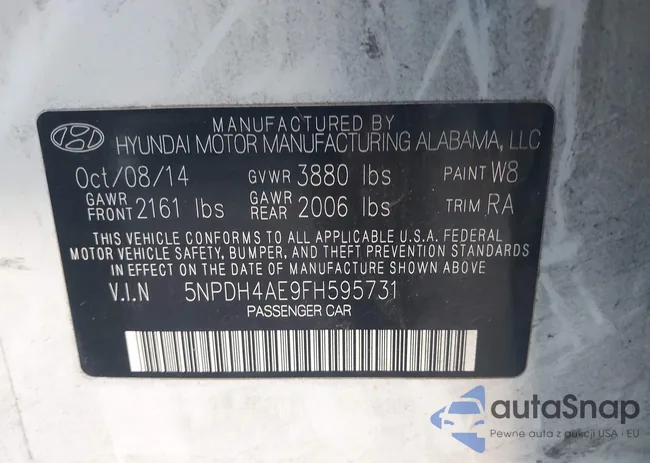 MANUFACTURED BY
HYUNDAI MOTOR MANUFACTURING ALABAMA, LLC
Oct/08/14 GVWR 3880 lbs PAINT W8
GAWR FRONT 2161 lbs GAWR REAR 2006 lbs TRIM RA
THIS VEHICLE CONFORMS TO ALL APPLICABLE U.S.A. FEDERAL
MOTOR VEHICLE SAFETY, BUMPER, AND THEFT PREVENTION STANDARDS
IN EFFECT ON THE DATE OF MANUFACTURE SHOWN ABOVE.
V.I.N 5NPDH4AE9FH595731
PASSENGER CAR
autaSnap
Pewne auta z aukcji USA i EU